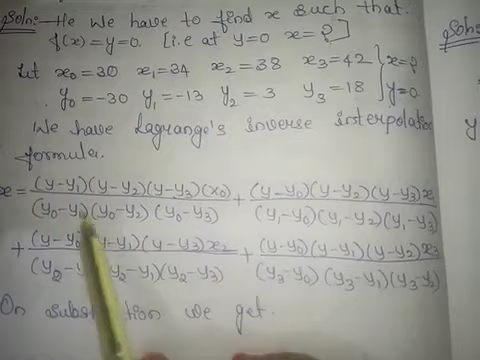 Soln:- He we have to find x such that.
f(x)=y=0. [i.e at y=0 x=?]
Let x₀=30 x₁=34 x₂=38 x₃=42 } x=?
y₀=-30 y₁=-13 y₂=3 y₃=18 } y=0.
We have Lagrange's inverse interpolation
formula.
x = (y-y₁)(y-y₂)(y-y₃)(x₀) / (y₀-y₁)(y₀-y₂)(y₀-y₃) + (y-y₀)(y-y₂)(y-y₃)x / (y₁-y₀)(y₁-y₂)(y₁-y₃)
+ (y-y₀)(y-y₁)(y-y₃)x₂ / (y₂-y₀)(y₂-y₁)(y₂-y₃) + (y-y₀)(y-y₁)(y-y₂)x₃ / (y₃-y₀)(y₃-y₁)(y₃-y₂)
On substitution we get.
Soln:
y